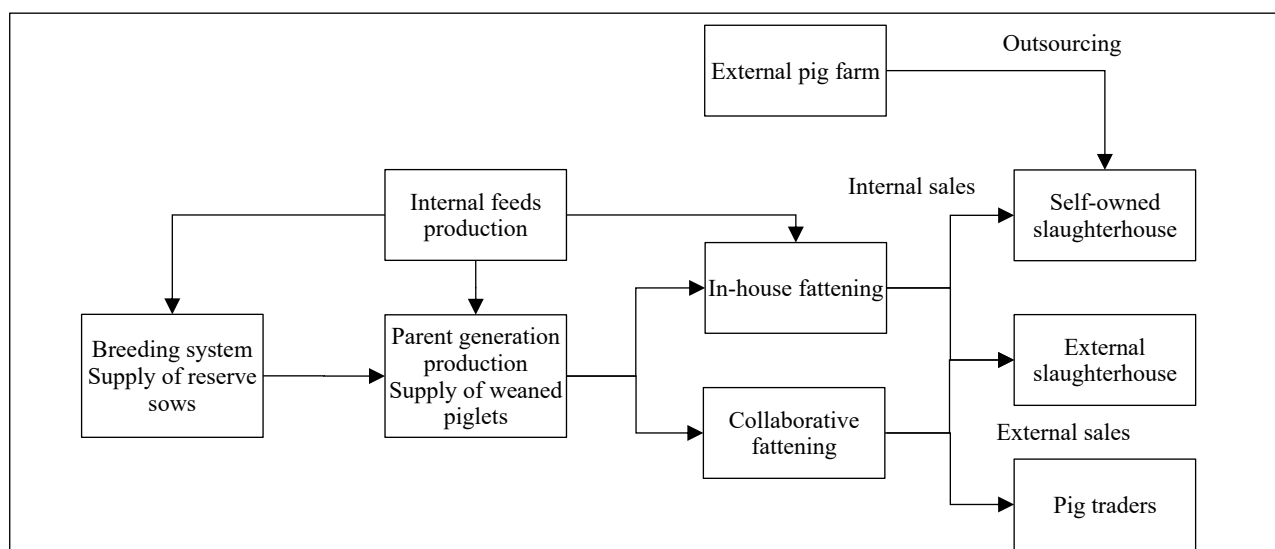 Outsourcing
External pig farm
Internal feeds
production
Internal sales
Self-owned
slaughterhouse
In-house fattening
Breeding system
Supply of reserve
sows
Parent generation
production
Supply of weaned
piglets
External
slaughterhouse
Collaborative
fattening
External sales
Pig traders